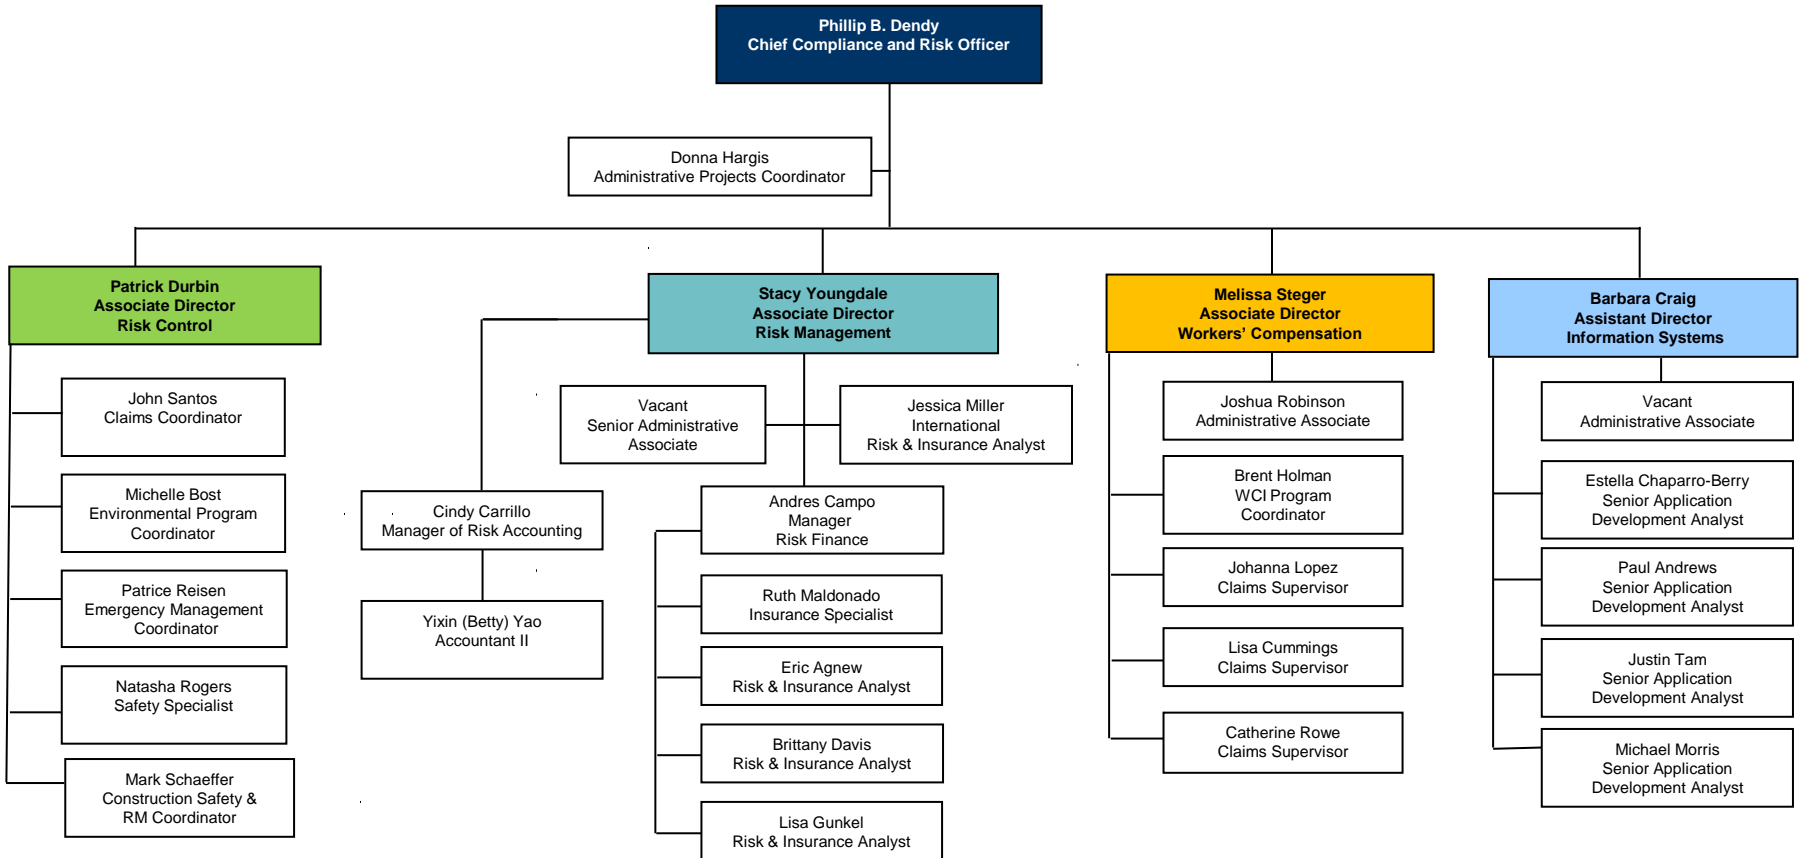 Phillip B. Dendy
Chief Compliance and Risk Officer
Donna Hargis
Administrative Projects Coordinator
Patrick Durbin
Associate Director
Risk Control
John Santos
Claims Coordinator
Michelle Bost
Environmental Program
Coordinator
Patrice Reisen
Emergency Management
Coordinator
Natasha Rogers
Safety Specialist
Mark Schaeffer
Construction Safety &
RM Coordinator
Stacy Youngdale
Associate Director
Risk Management
Vacant
Senior Administrative
Associate
Jessica Miller
International
Risk & Insurance Analyst
Cindy Carrillo
Manager of Risk Accounting
Yixin (Betty) Yao
Accountant II
Andres Campo
Manager
Risk Finance
Ruth Maldonado
Insurance Specialist
Eric Agnew
Risk & Insurance Analyst
Brittany Davis
Risk & Insurance Analyst
Lisa Gunkel
Risk & Insurance Analyst
Melissa Steger
Associate Director
Workers’ Compensation
Joshua Robinson
Administrative Associate
Brent Holman
WCI Program
Coordinator
Johanna Lopez
Claims Supervisor
Lisa Cummings
Claims Supervisor
Catherine Rowe
Claims Supervisor
Barbara Craig
Assistant Director
Information Systems
Vacant
Administrative Associate
Estella Chaparro-Berry
Senior Application
Development Analyst
Paul Andrews
Senior Application
Development Analyst
Justin Tam
Senior Application
Development Analyst
Michael Morris
Senior Application
Development Analyst